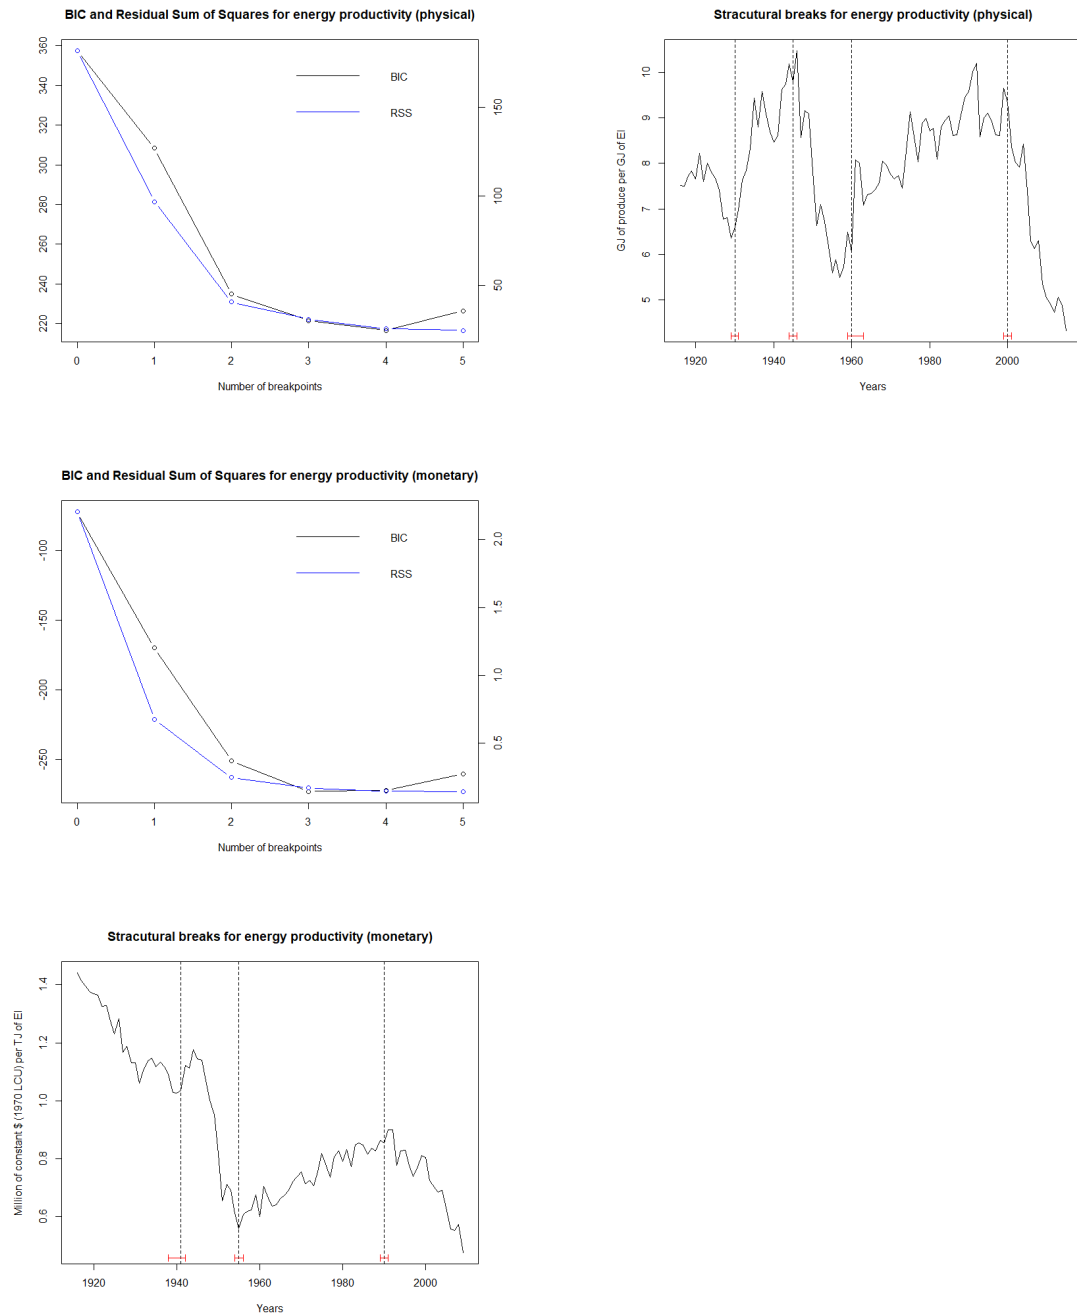 BIC and Residual Sum of Squares for energy productivity (physical)
360
340
320
300
280
260
240
220
150
100
50
BIC
RSS
0 1 2 3 4 5
Number of breakpoints
Stracutural breaks for energy productivity (physical)
GJ of produce per GJ of EI
10
9
8
7
6
5
1920 1940 1960 1980 2000
Years
BIC and Residual Sum of Squares for energy productivity (monetary)
-100
-150
-200
-250
2.0
1.5
1.0
0.5
BIC
RSS
0 1 2 3 4 5
Number of breakpoints
Stracutural breaks for energy productivity (monetary)
Million of constant $ (1970 LCU) per TJ of EI
1.4
1.2
1.0
0.8
0.6
1920 1940 1960 1980 2000
Years